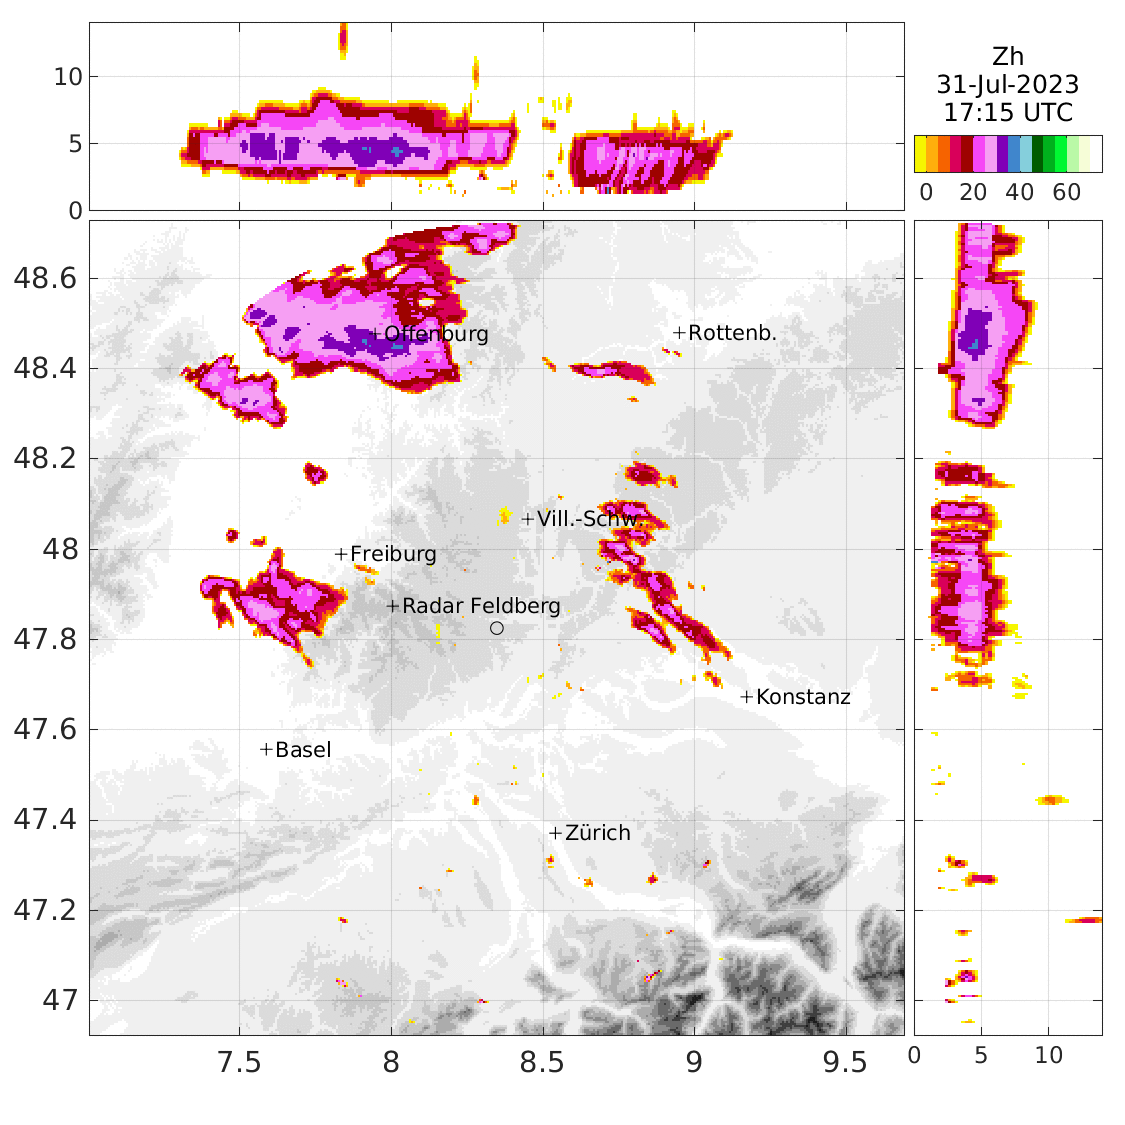 Zh
31-Jul-2023
17:15 UTC
0 20 40 60
10
5
0
48.6
48.4
48.2
48
47.8
47.6
47.4
47.2
47
+Offenburg
+Rottenb.
+Vill.-Schw.
+Freiburg
+Radar Feldberg
+Konstanz
+Basel
+Zürich
7.5 8 8.5 9 9.5
0 5 10